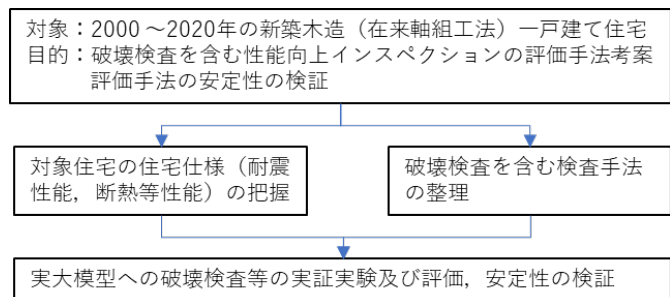 対象：2000～2020年の新築木造（在来軸組工法）一戸建て住宅
目的：破壊検査を含む性能向上インスペクションの評価手法考案
評価手法の安定性の検証
対象住宅の住宅仕様（耐震
性能，断熱等性能）の把握
破壊検査を含む検査手法
の整理
実大模型への破壊検査等の実証実験及び評価，安定性の検証